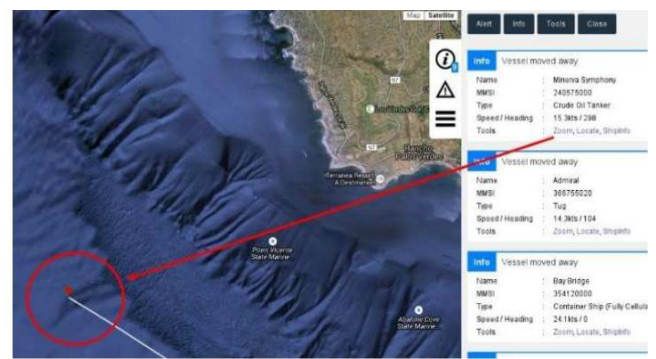 Map Satellite
Rancho
Palos Verdes
Terranea Resort
A Destination
Point Vicente
State Marine
Abalone Cove
State Marine
Alert Info Tools Close
Info Vessel moved away
Name : Minerva Symphony
MMSI : 240575000
Type : Crude Oil Tanker
Speed / Heading : 15.3kts / 298
Tools : Zoom, Locate, Shipinfo
Info Vessel moved away
Name : Admiral
MMSI : 366755020
Type : Tug
Speed / Heading : 14.3kts / 104
Tools : Zoom, Locate, Shipinfo
Info Vessel moved away
Name : Bay Bridge
MMSI : 354120000
Type : Container Ship (Fully Cellula
Speed / Heading : 24.1kts / 0
Tools : Zoom, Locate, Shipinfo